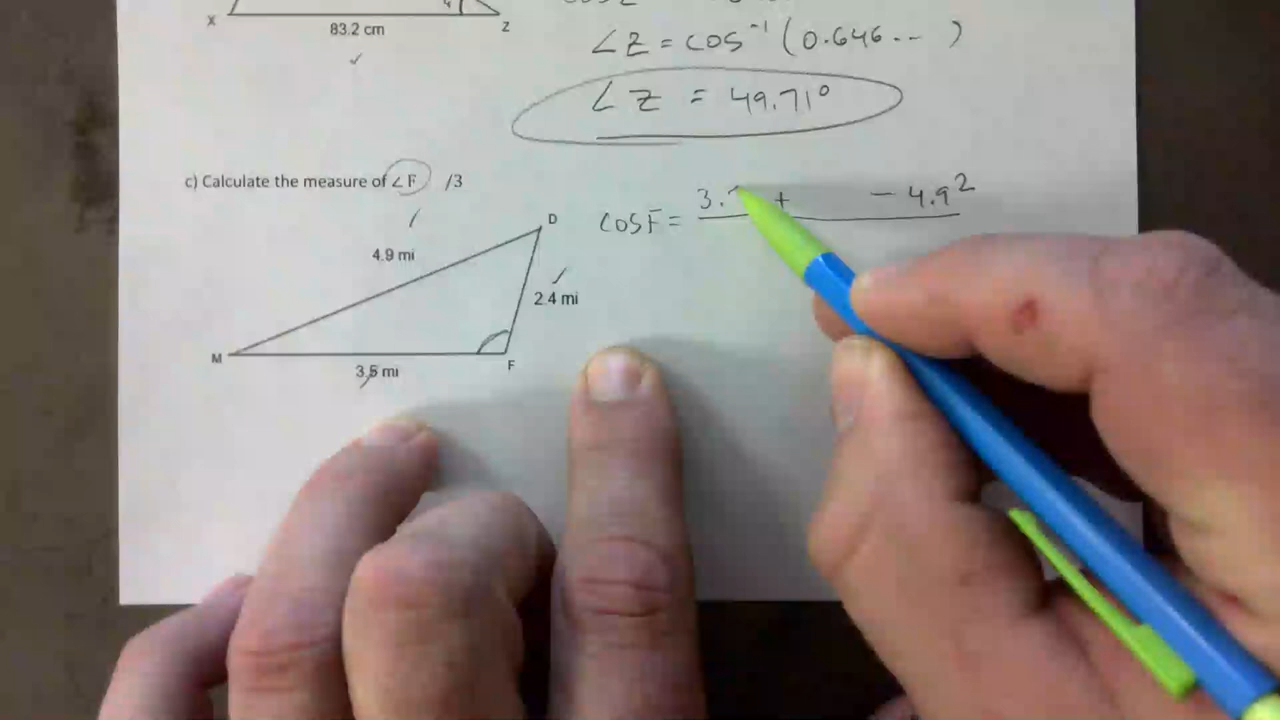 X
83.2 cm
Z
∠Z = cos⁻¹ (0.646.. )
∠Z = 49.71°
c) Calculate the measure of ∠F /3
cosF = 3. + - 4.9²
D
4.9 mi
2.4 mi
M
F
3.5 mi